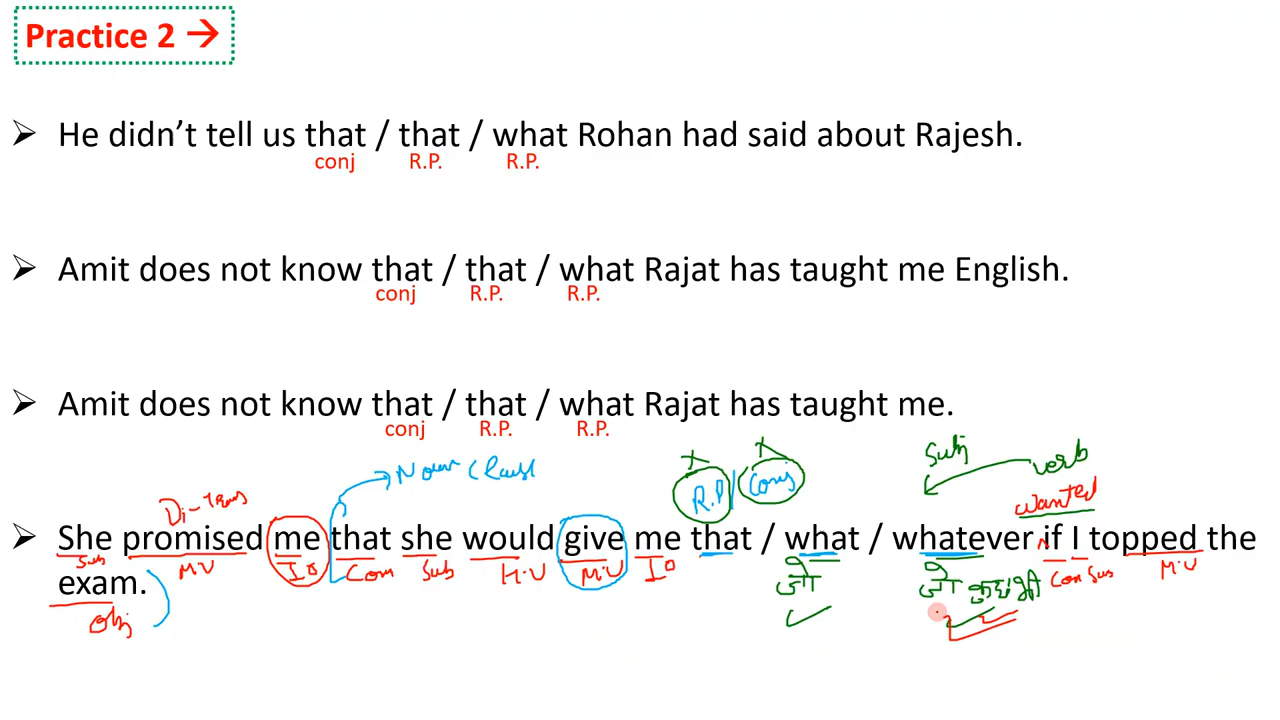 Practice 2 →
➢ He didn't tell us that / that / what Rohan had said about Rajesh.
conj R.P. R.P.
➢ Amit does not know that / that / what Rajat has taught me English.
conj R.P. R.P.
➢ Amit does not know that / that / what Rajat has taught me.
conj R.P. R.P.
Noun Clause X X Subj verb
R.P / Conj
Di-Trans wanted
➢ She promised me that she would give me that / what / whatever if I topped the
Sub M.V IO Con Sub H.V M.V IO जो जो कुछ भी Con Sub M.V
exam.
Obj